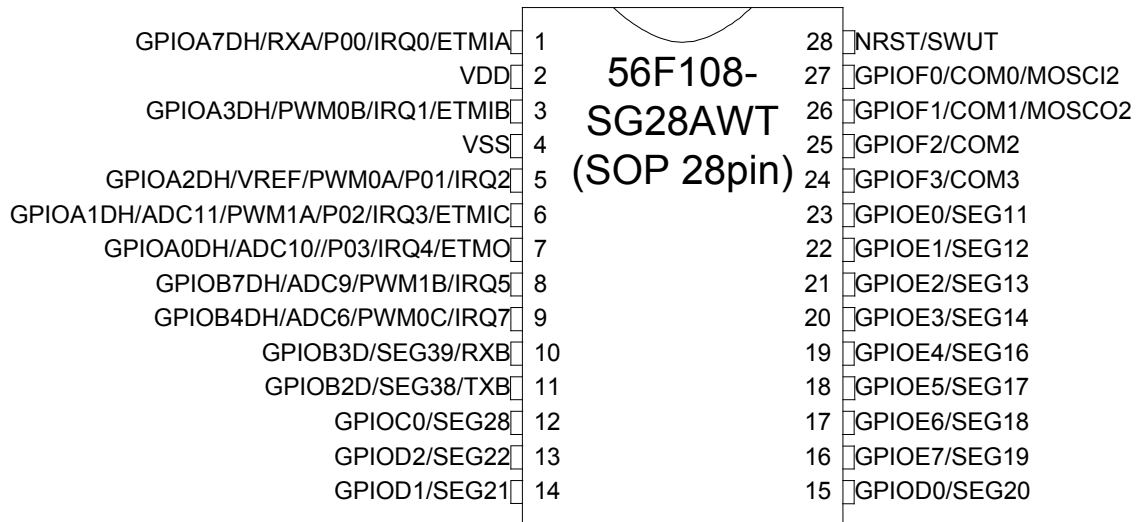 GPIOA7DH/RXA/P00/IRQ0/ETMIA 1 28 NRST/SWUT
VDD 2 56F108- 27 GPIOF0/COM0/MOSCI2
GPIOA3DH/PWM0B/IRQ1/ETMIB 3 SG28AWT 26 GPIOF1/COM1/MOSCO2
VSS 4 (SOP 28pin) 25 GPIOF2/COM2
GPIOA2DH/VREF/PWM0A/P01/IRQ2 5 24 GPIOF3/COM3
GPIOA1DH/ADC11/PWM1A/P02/IRQ3/ETMIC 6 23 GPIOE0/SEG11
GPIOA0DH/ADC10//P03/IRQ4/ETMO 7 22 GPIOE1/SEG12
GPIOB7DH/ADC9/PWM1B/IRQ5 8 21 GPIOE2/SEG13
GPIOB4DH/ADC6/PWM0C/IRQ7 9 20 GPIOE3/SEG14
GPIOB3D/SEG39/RXB 10 19 GPIOE4/SEG16
GPIOB2D/SEG38/TXB 11 18 GPIOE5/SEG17
GPIOC0/SEG28 12 17 GPIOE6/SEG18
GPIOD2/SEG22 13 16 GPIOE7/SEG19
GPIOD1/SEG21 14 15 GPIOD0/SEG20